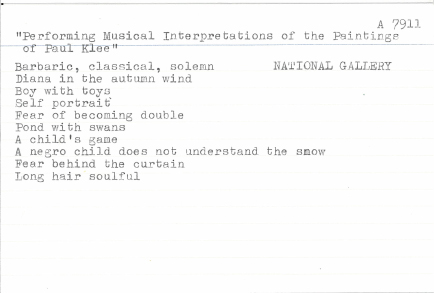 A 7911
"Performing Musical Interpretations of the Paintings
of Paul Klee"
Barbaric, classical, solemn NATIONAL GALLERY
Diana in the autumn wind
Boy with toys
Self portrait
Fear of becoming double
Pond with swans
A child's game
A negro child does not understand the snow
Fear behind the curtain
Long hair soulful